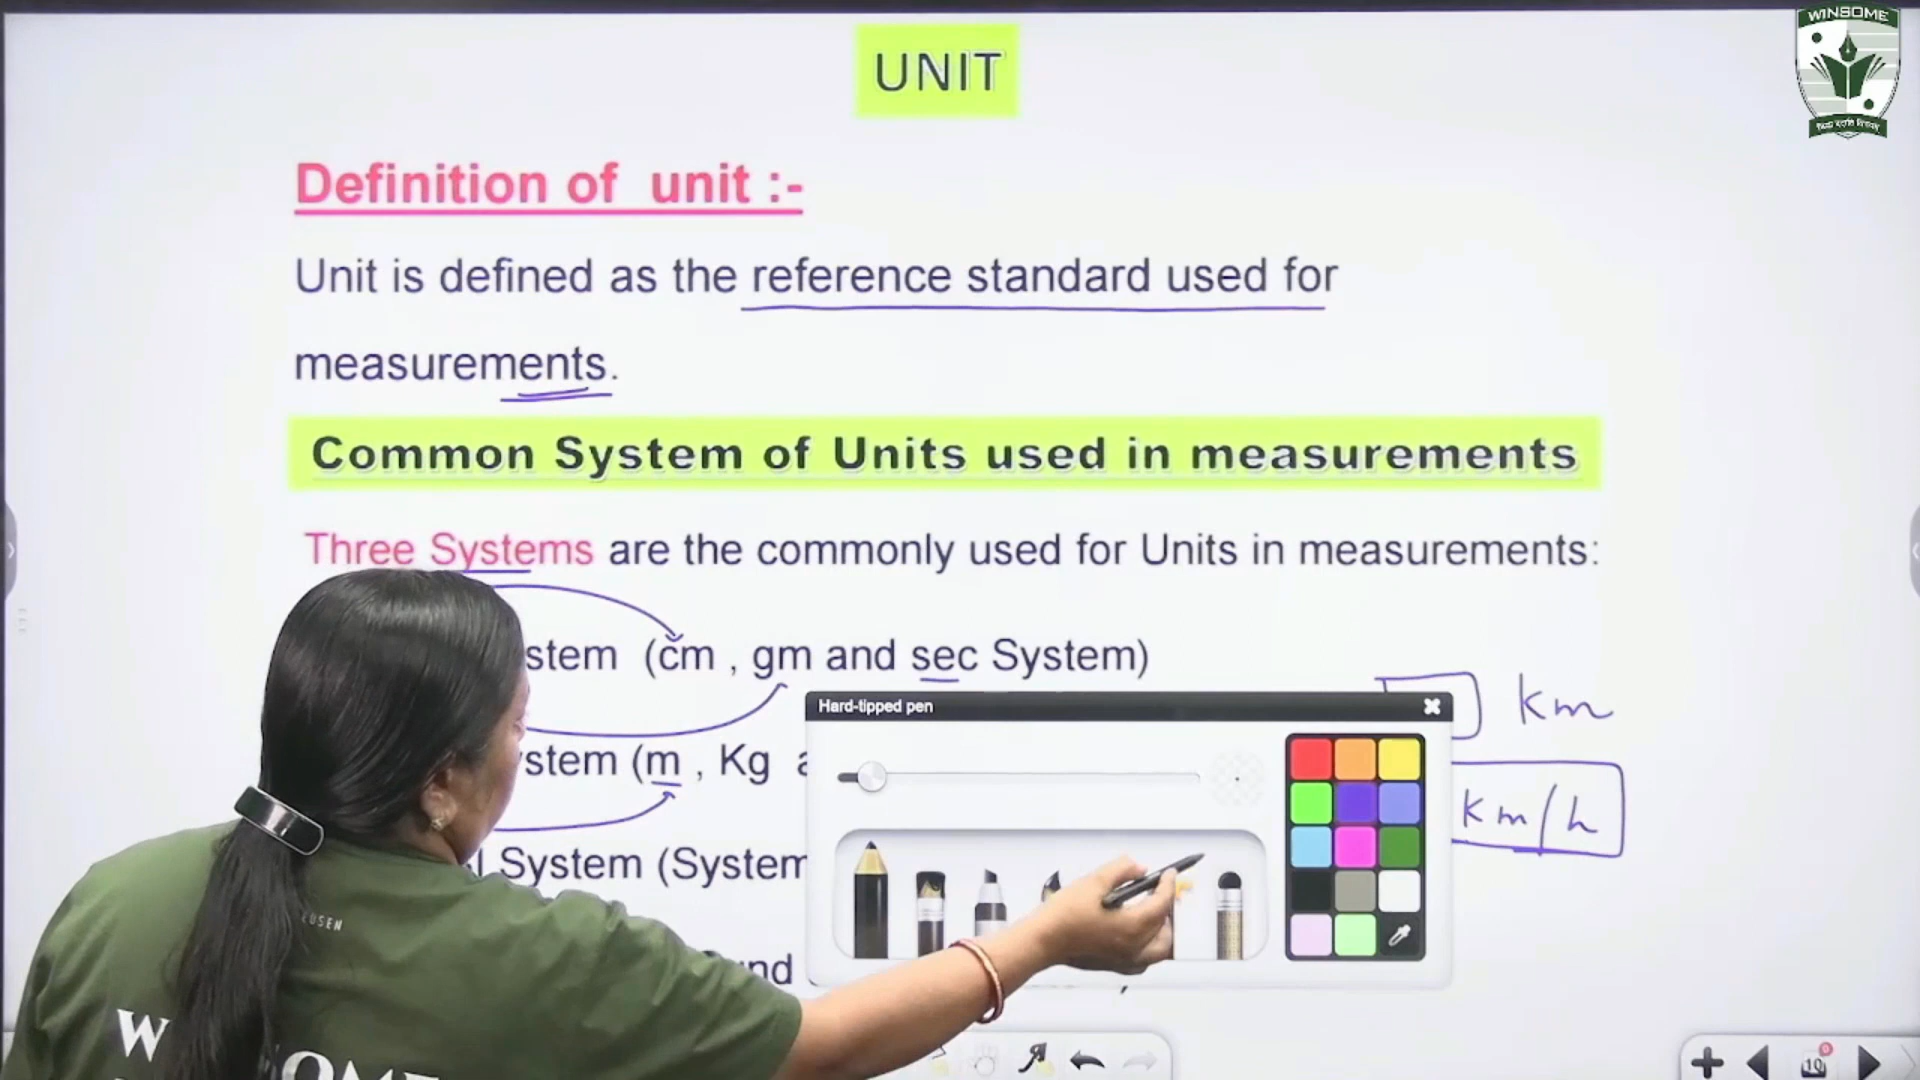 WINSOME
UNIT
Definition of unit :-
Unit is defined as the reference standard used for
measurements.
Common System of Units used in measurements
Three Systems are the commonly used for Units in measurements:
stem (cm , gm and sec System)
Hard-tipped pen
km
stem (m , Kg
km/h
System (System
und
10